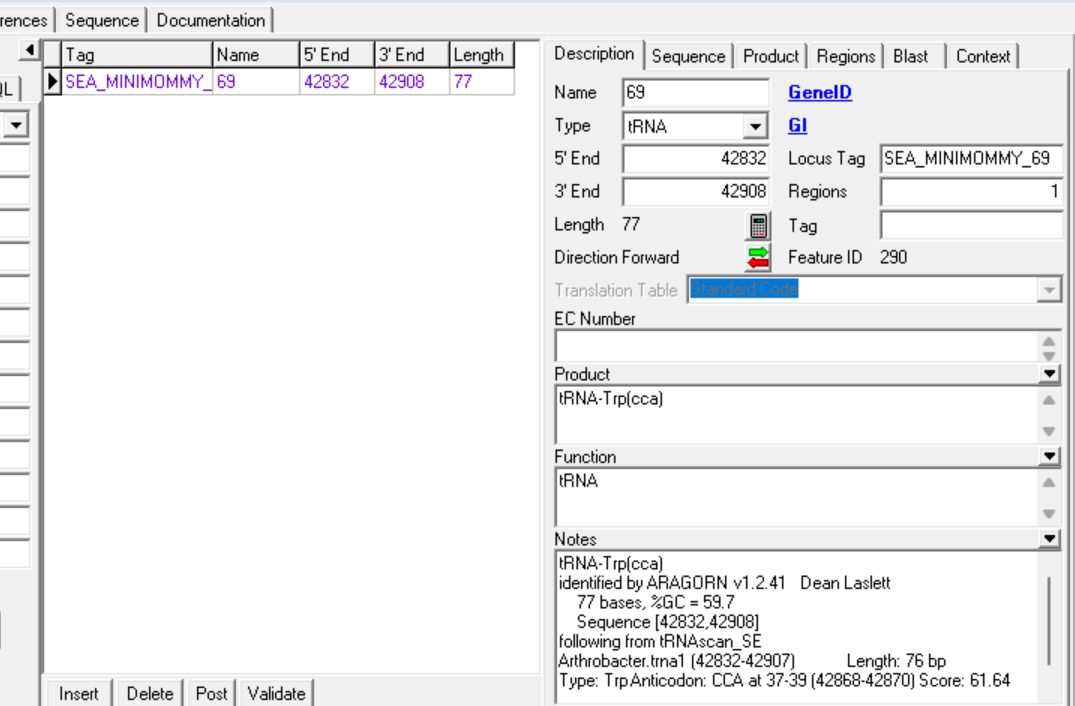 rences Sequence Documentation
QL
Tag Name 5' End 3' End Length
SEA_MINIMOMMY_ 69 42832 42908 77
Insert Delete Post Validate
Description Sequence Product Regions Blast Context
Name 69 GeneID
Type tRNA GI
5' End 42832 Locus Tag SEA_MINIMOMMY_69
3' End 42908 Regions 1
Length 77 Tag
Direction Forward Feature ID 290
Translation Table Standard Code
EC Number
Product
tRNA-Trp(cca)
Function
tRNA
Notes
tRNA-Trp(cca)
identified by ARAGORN v1.2.41 Dean Laslett
77 bases, %GC = 59.7
Sequence [42832,42908]
following from tRNAscan_SE
Arthrobacter.trna1 (42832-42907) Length: 76 bp
Type: Trp Anticodon: CCA at 37-39 (42868-42870) Score: 61.64